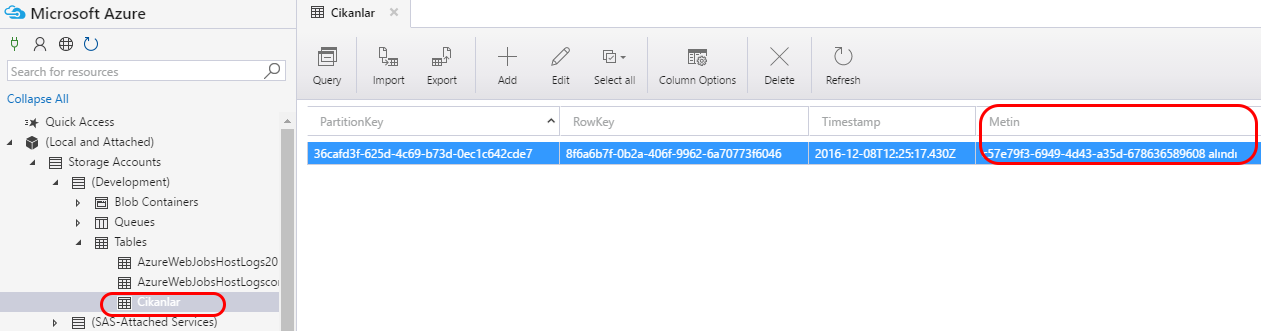 Microsoft Azure
Search for resources
Collapse All
Quick Access
(Local and Attached)
Storage Accounts
(Development)
Blob Containers
Queues
Tables
AzureWebJobsHostLogs20
AzureWebJobsHostLogscor
Cikanlar
(SAS-Attached Services)
Cikanlar
Query Import Export Add Edit Select all Column Options Delete Refresh
PartitionKey RowKey Timestamp Metin
36cafd3f-625d-4c69-b73d-0ec1c642cde7 8f6a6b7f-0b2a-406f-9962-6a70773f6046 2016-12-08T12:25:17.430Z 57e79f3-6949-4d43-a35d-678636589608 alındı